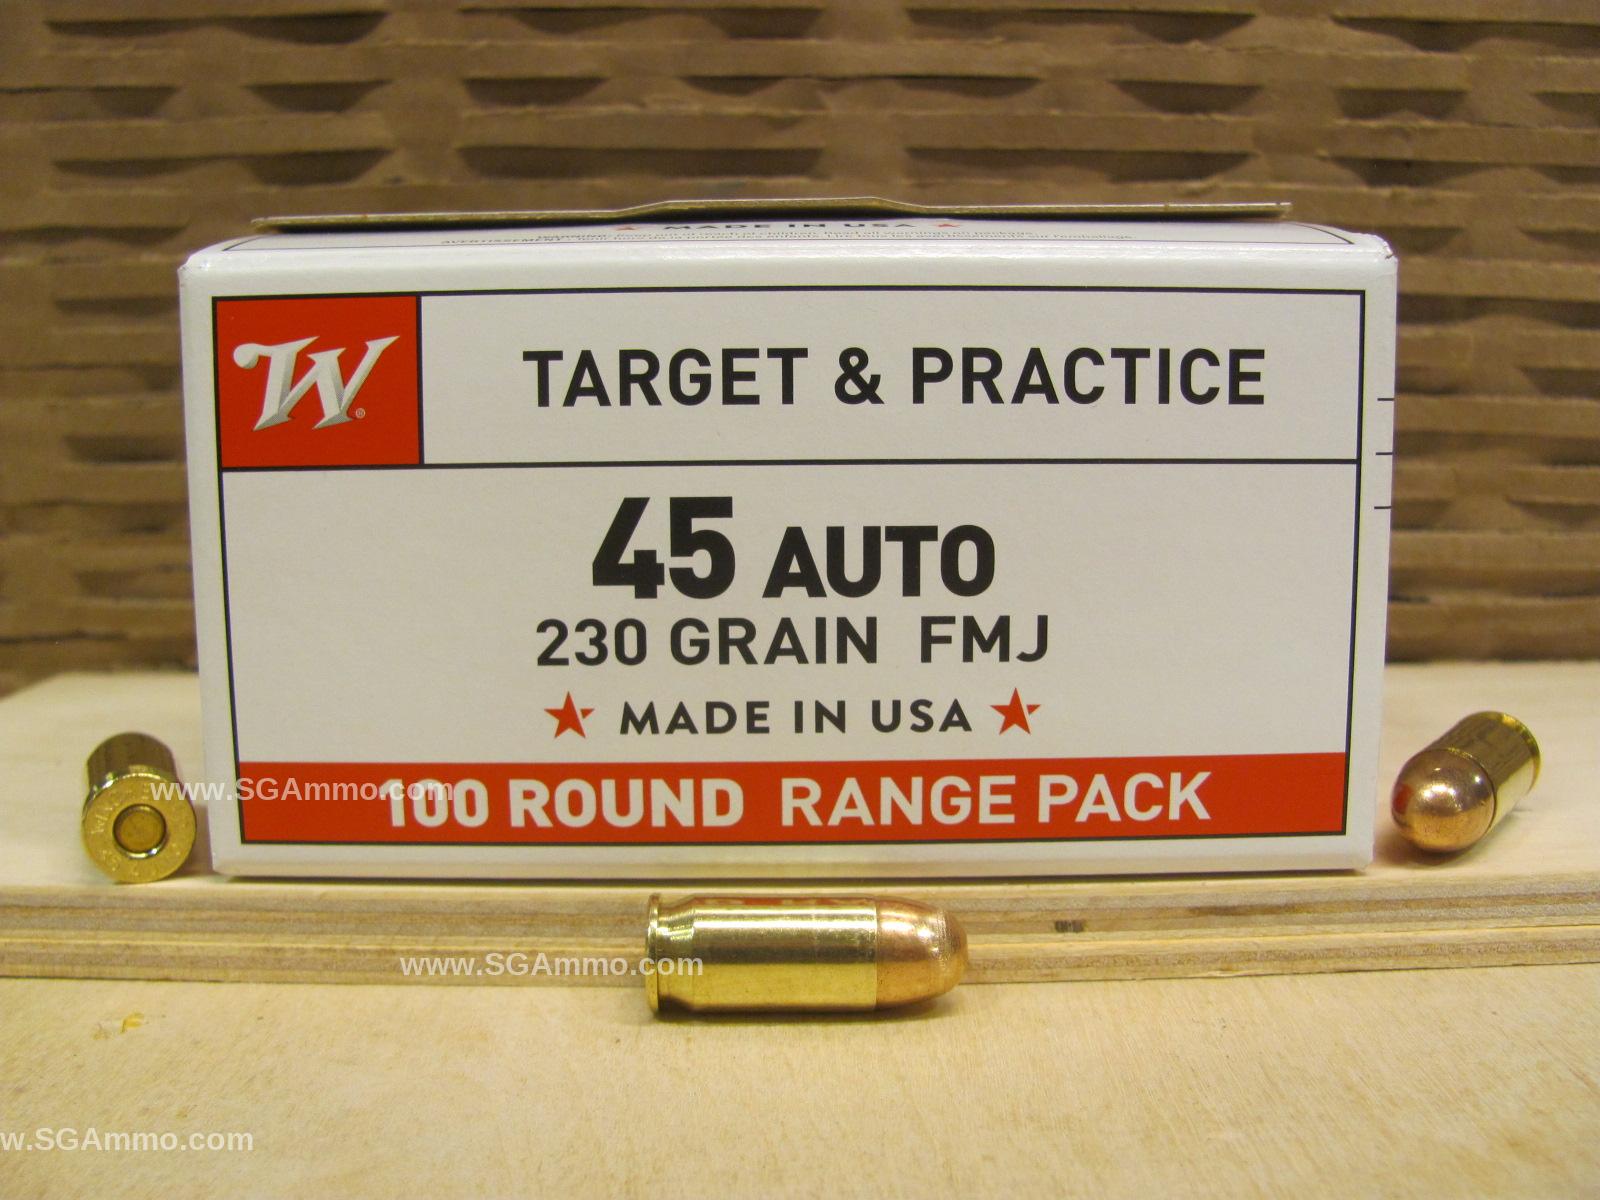 MADE IN USA
W®
TARGET & PRACTICE
45 AUTO
230 GRAIN FMJ
MADE IN USA
100 ROUND RANGE PACK
www.SGAmmo.com
www.SGAmmo.com
w.SGAmmo.com